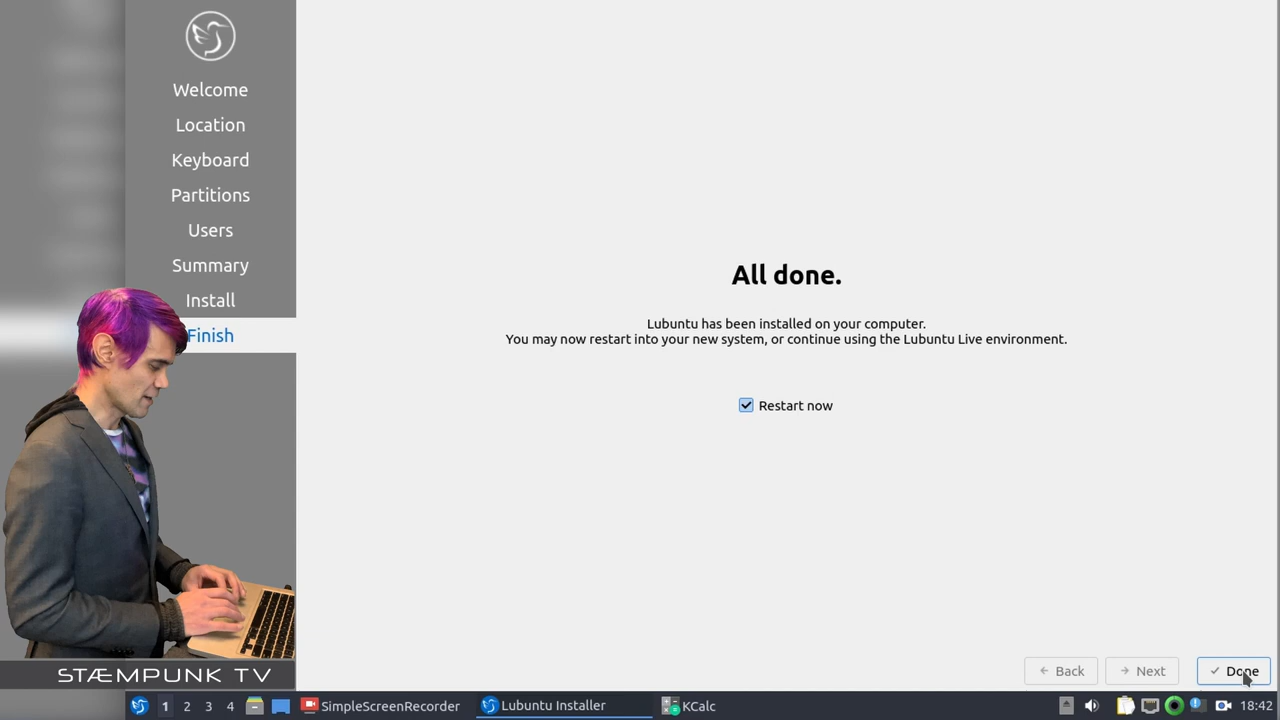 Welcome
Location
Keyboard
Partitions
Users
Summary
Install
Finish
All done.
Lubuntu has been installed on your computer.
You may now restart into your new system, or continue using the Lubuntu Live environment.
Restart now
Back
Next
Done
STÆMPUNK TV
1 2 3 4 SimpleScreenRecorder Lubuntu Installer KCalc 18:42